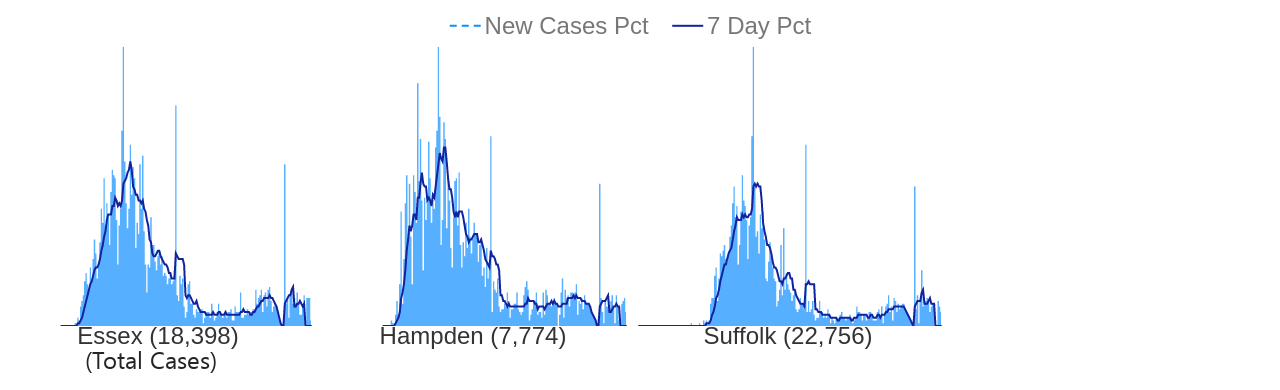 New Cases Pct 7 Day Pct
Essex (18,398) Hampden (7,774) Suffolk (22,756)
(Total Cases)